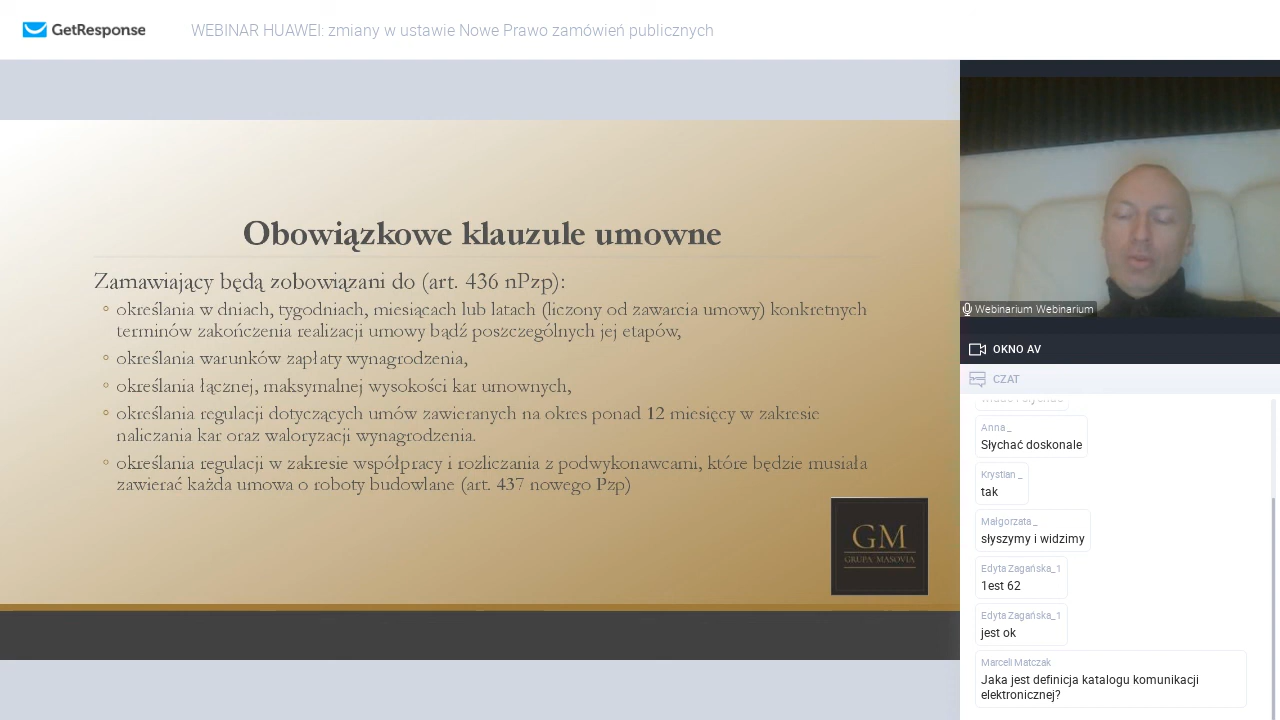 GetResponse
WEBINAR HUAWEI: zmiany w ustawie Nowe Prawo zamówień publicznych
Obowiązkowe klauzule umowne
Zamawiający będą zobowiązani do (art. 436 nPzp):
określania w dniach, tygodniach, miesiącach lub latach (liczony od zawarcia umowy) konkretnych
terminów zakończenia realizacji umowy bądź poszczególnych jej etapów,
określania warunków zapłaty wynagrodzenia,
określania łącznej, maksymalnej wysokości kar umownych,
określania regulacji dotyczących umów zawieranych na okres ponad 12 miesięcy w zakresie
naliczania kar oraz waloryzacji wynagrodzenia.
określania regulacji w zakresie współpracy i rozliczania z podwykonawcami, które będzie musiała
zawierać każda umowa o roboty budowlane (art. 437 nowego Pzp)
GM
GRUPA MASOVIA
Webinarium Webinarium
OKNO AV
CZAT
Anna _
Słychać doskonale
Krystian _
tak
Małgorzata _
słyszymy i widzimy
Edyta Zagańska_1
1est 62
Edyta Zagańska_1
jest ok
Marceli Matczak
Jaka jest definicja katalogu komunikacji
elektronicznej?